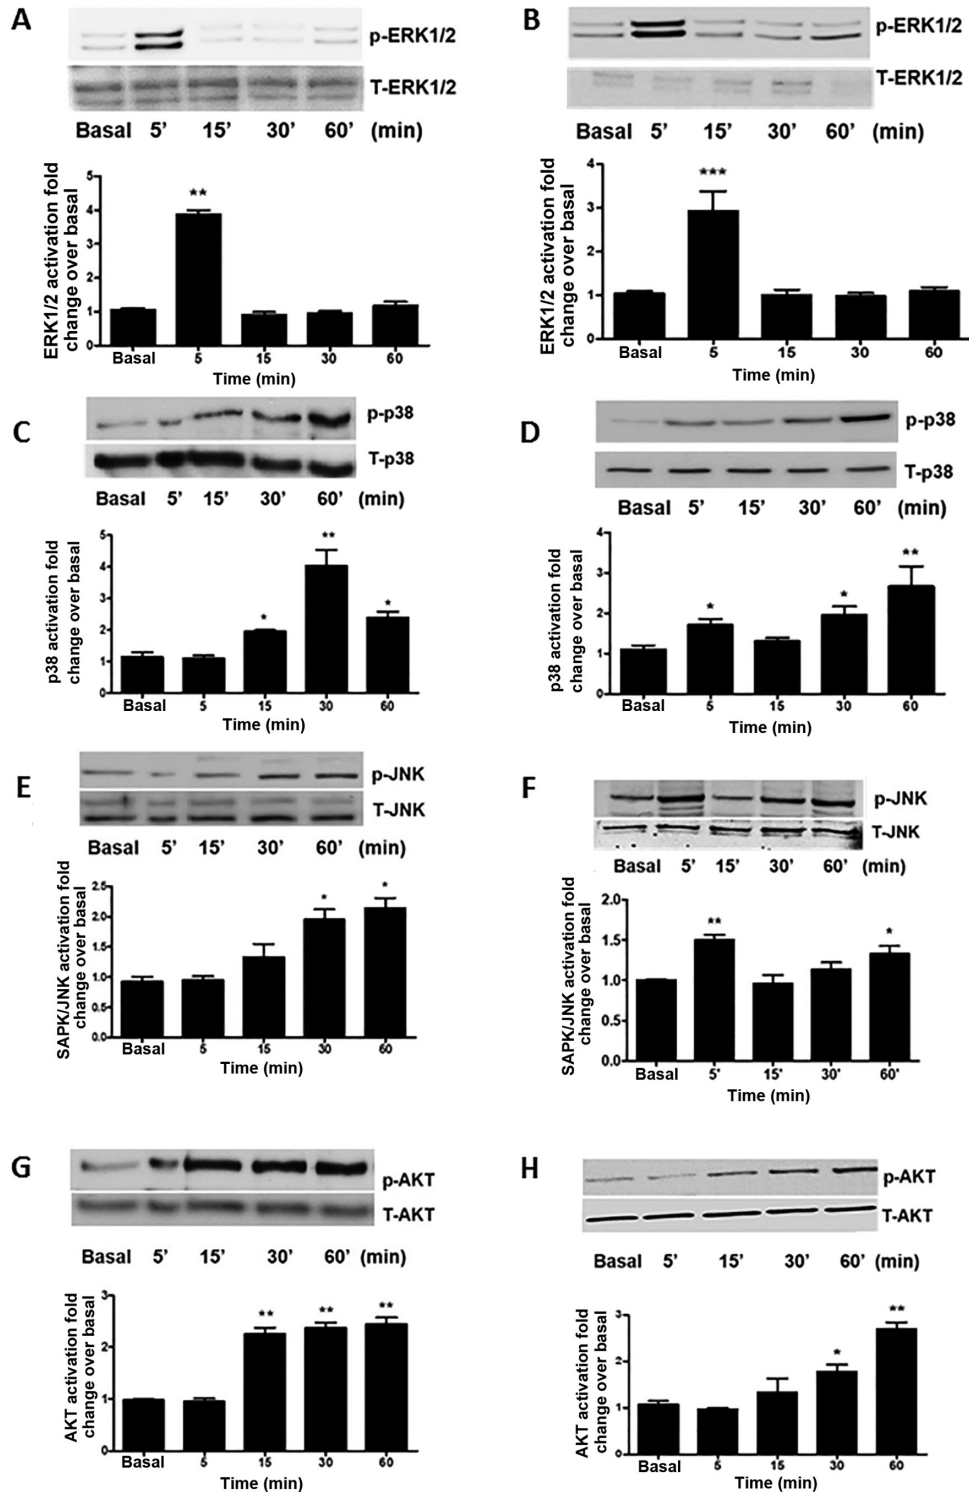 A
p-ERK1/2
T-ERK1/2
Basal 5’ 15’ 30’ 60’ (min)
ERK1/2 activation fold
change over basal
5
4
3
2
1
0
**
Basal 5 15 30 60
Time (min)
B
p-ERK1/2
T-ERK1/2
Basal 5’ 15’ 30’ 60’ (min)
ERK1/2 activation fold
change over basal
4
3
2
1
0
***
Basal 5 15 30 60
Time (min)
C
p-p38
T-p38
Basal 5’ 15’ 30’ 60’ (min)
p38 activation fold
change over basal
5
4
3
2
1
0
* ** *
Basal 5 15 30 60
Time (min)
D
p-p38
T-p38
Basal 5’ 15’ 30’ 60’ (min)
p38 activation fold
change over basal
4
3
2
1
0
* * **
Basal 5 15 30 60
Time (min)
E
p-JNK
T-JNK
Basal 5’ 15’ 30’ 60’ (min)
SAPK/JNK activation fold
change over basal
2.5
2.0
1.5
1.0
0.5
0.0
* *
Basal 5 15 30 60
Time (min)
F
p-JNK
T-JNK
Basal 5’ 15’ 30’ 60’ (min)
SAPK/JNK activation fold
change over basal
2.0
1.5
1.0
0.5
0.0
** *
Basal 5' 15' 30' 60'
Time (min)
G
p-AKT
T-AKT
Basal 5’ 15’ 30’ 60’ (min)
AKT activation fold
change over basal
3
2
1
0
** ** **
Basal 5 15 30 60
Time (min)
H
p-AKT
T-AKT
Basal 5’ 15’ 30’ 60’ (min)
AKT activation fold
change over basal
3
2
1
0
* **
Basal 5 15 30 60
Time (min)